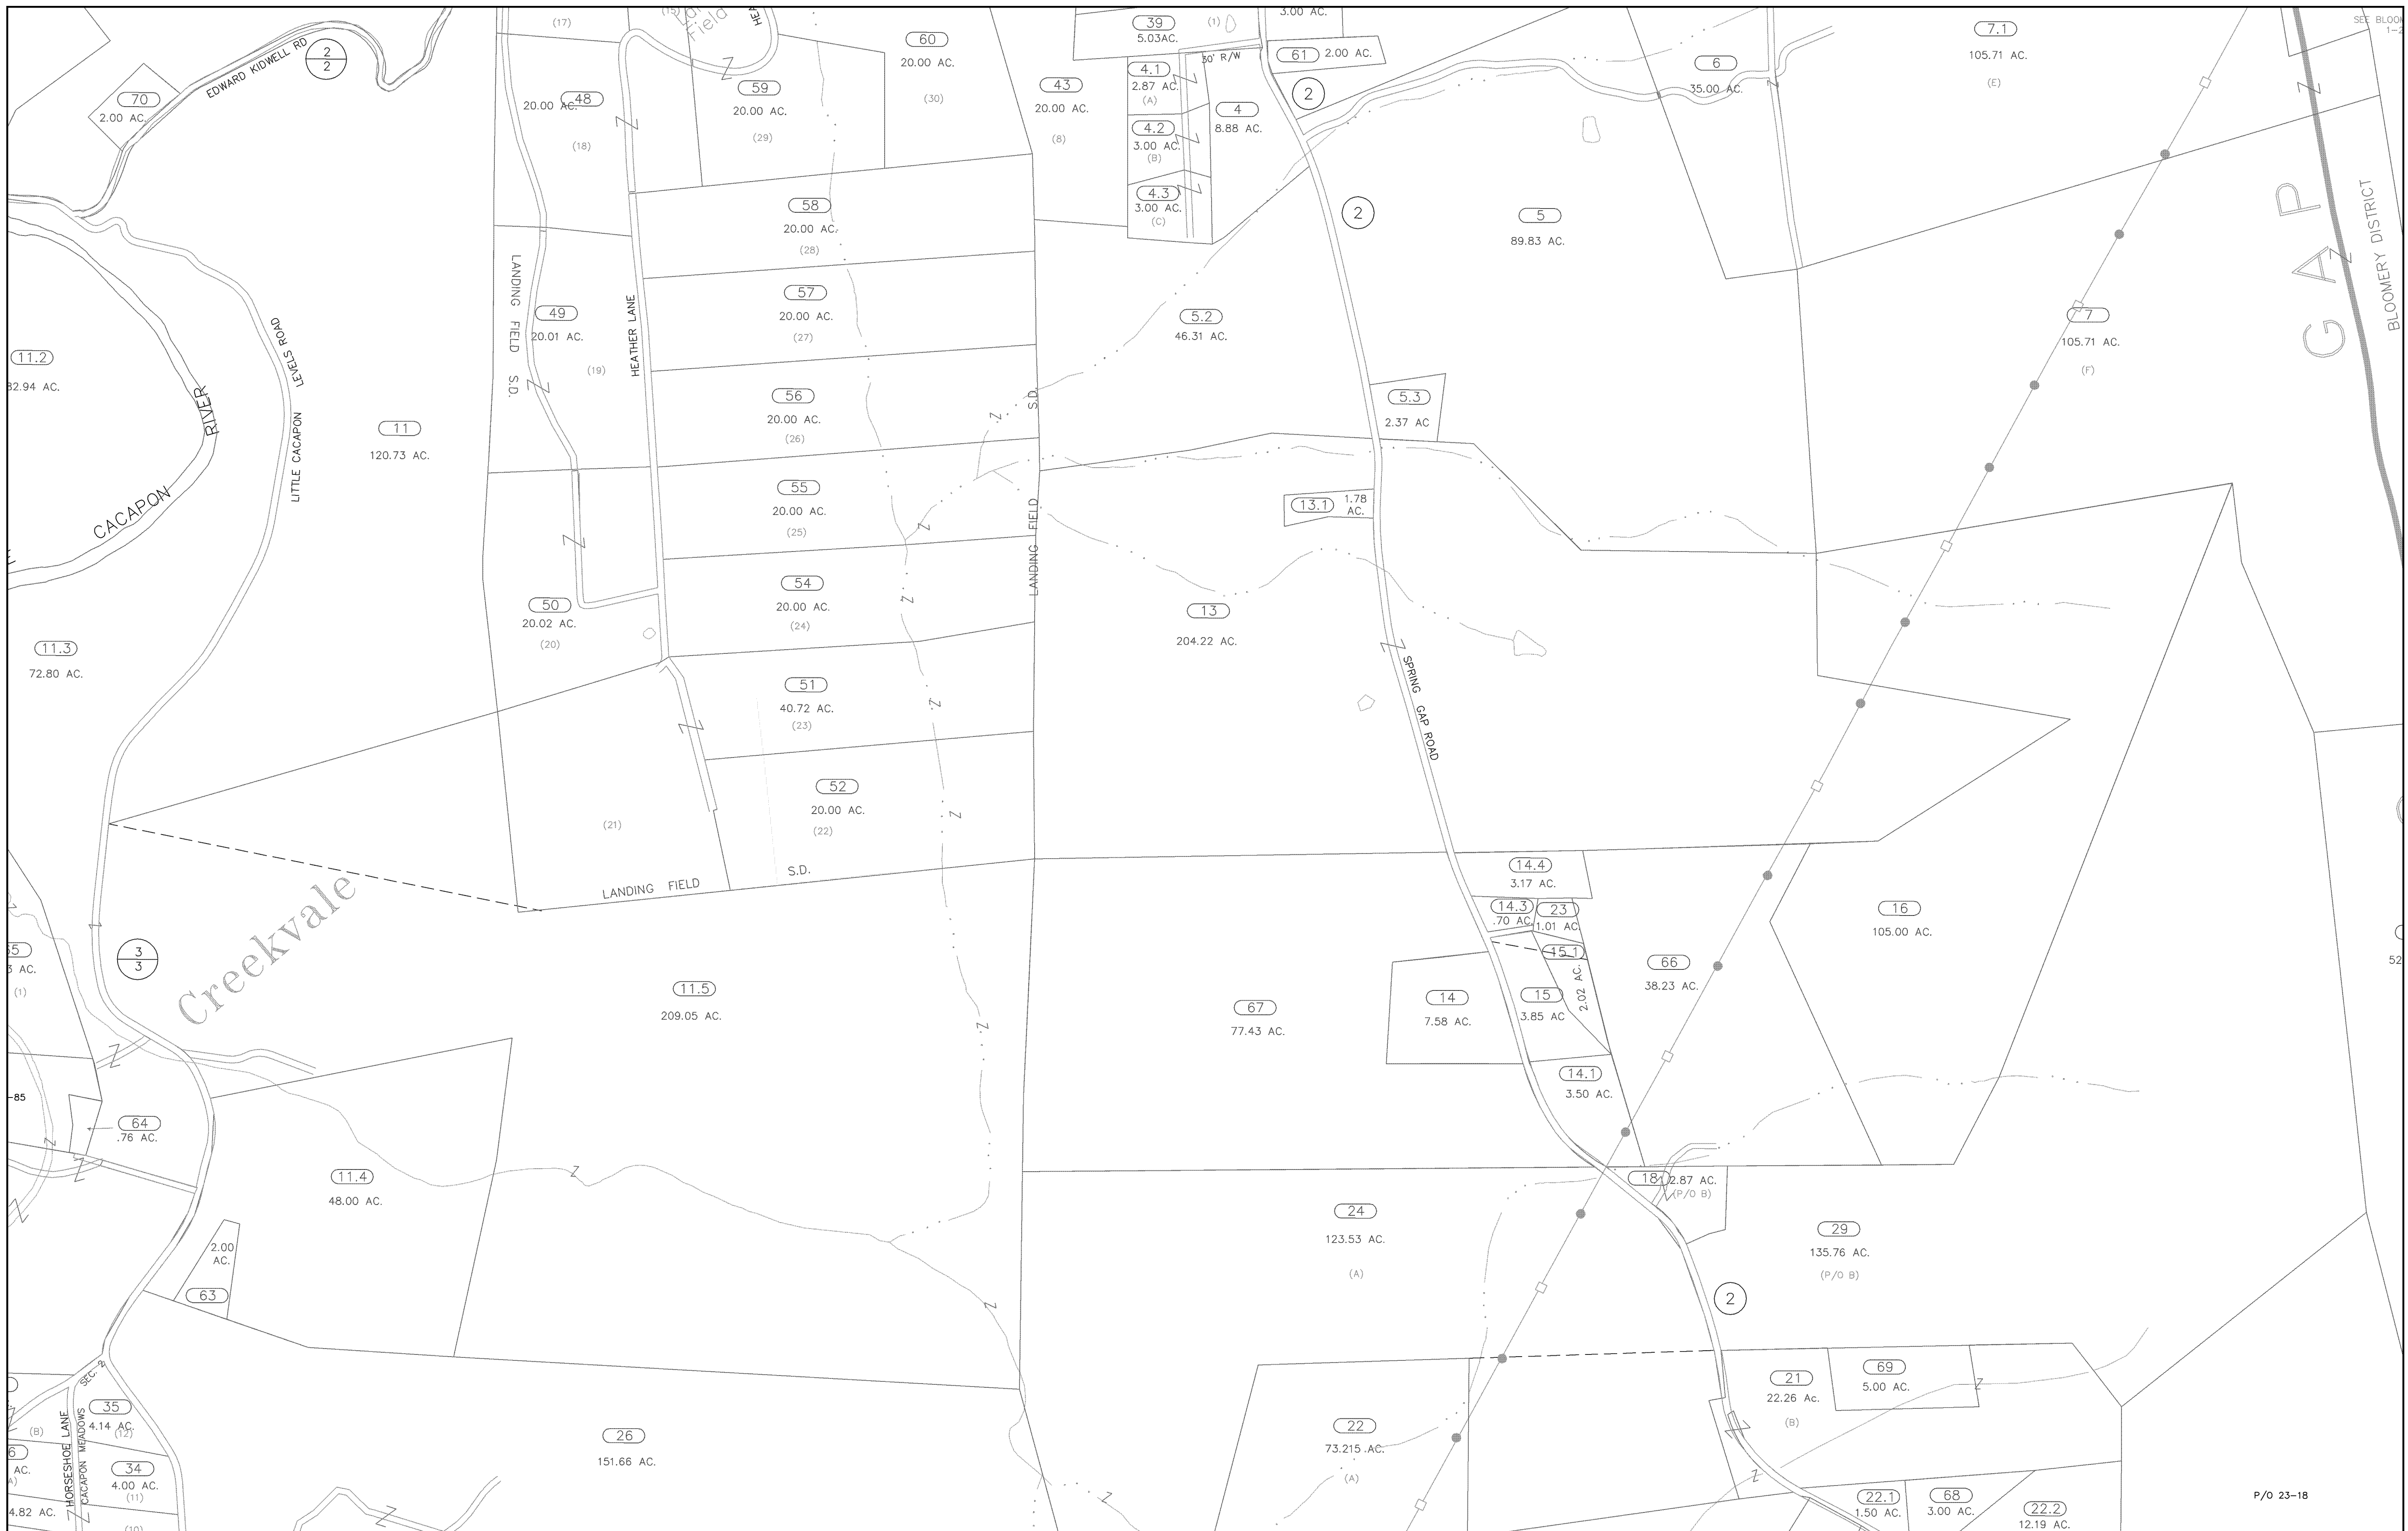 (17)
Field
39
5.03AC.
(1)
3.00 AC.
7.1
105.71 AC.
(E)
2
2
EDWARD KIDWELL RD
60
20.00 AC.
(30)
61
2.00 AC.
30' R/W
6
35.00 AC.
70
2.00 AC.
48
20.00 AC.
(18)
59
20.00 AC.
(29)
43
20.00 AC.
(8)
4.1
2.87 AC.
(A)
4.2
3.00 AC.
(B)
4.3
3.00 AC.
(C)
4
8.88 AC.
2
2
5
89.83 AC.
58
20.00 AC.
(28)
57
20.00 AC.
(27)
56
20.00 AC.
(26)
55
20.00 AC.
(25)
54
20.00 AC.
(24)
51
40.72 AC.
(23)
52
20.00 AC.
(22)
49
20.01 AC.
(19)
50
20.02 AC.
(20)
(21)
LANDING FIELD S.D.
HEATHER LANE
LANDING FIELD S.D.
LANDING FIELD S.D.
5.2
46.31 AC.
5.3
2.37 AC
7
105.71 AC.
(F)
GAP
BLOOMERY DISTRICT
11.2
LEVELS ROAD
LITTLE CACAPON
CACAPON
RIVER
11
120.73 AC.
11.3
72.80 AC.
13.1
1.78
AC.
13
204.22 AC.
SPRING GAP ROAD
14.4
3.17 AC.
14.3
.70 AC.
23
1.01 AC.
15.1
2.02 AC.
15
3.85 AC
14
7.58 AC.
14.1
3.50 AC.
66
38.23 AC.
16
105.00 AC.
67
77.43 AC.
Creekvale
3
3
(1)
11.5
209.05 AC.
-85
64
.76 AC.
11.4
48.00 AC.
2.00
AC.
63
18
2.87 AC.
(P/O B)
24
123.53 AC.
(A)
29
135.76 AC.
(P/O B)
2
21
22.26 Ac.
(B)
69
5.00 AC.
22
73.215 AC.
(A)
SEC. 2
35
4.14 AC.
(12)
34
4.00 AC.
(11)
(10)
(B)
4.82 AC.
HORSESHOE LANE
CACAPON MEADOWS
26
151.66 AC.
22.1
1.50 AC.
68
3.00 AC.
22.2
12.19 AC.
P/O 23-18